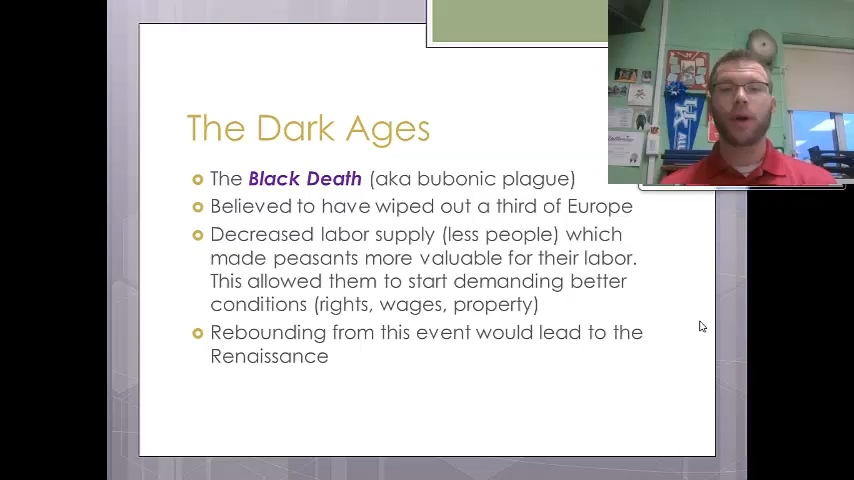 The Dark Ages
The Black Death (aka bubonic plague)
Believed to have wiped out a third of Europe
Decreased labor supply (less people) which
made peasants more valuable for their labor.
This allowed them to start demanding better
conditions (rights, wages, property)
Rebounding from this event would lead to the
Renaissance